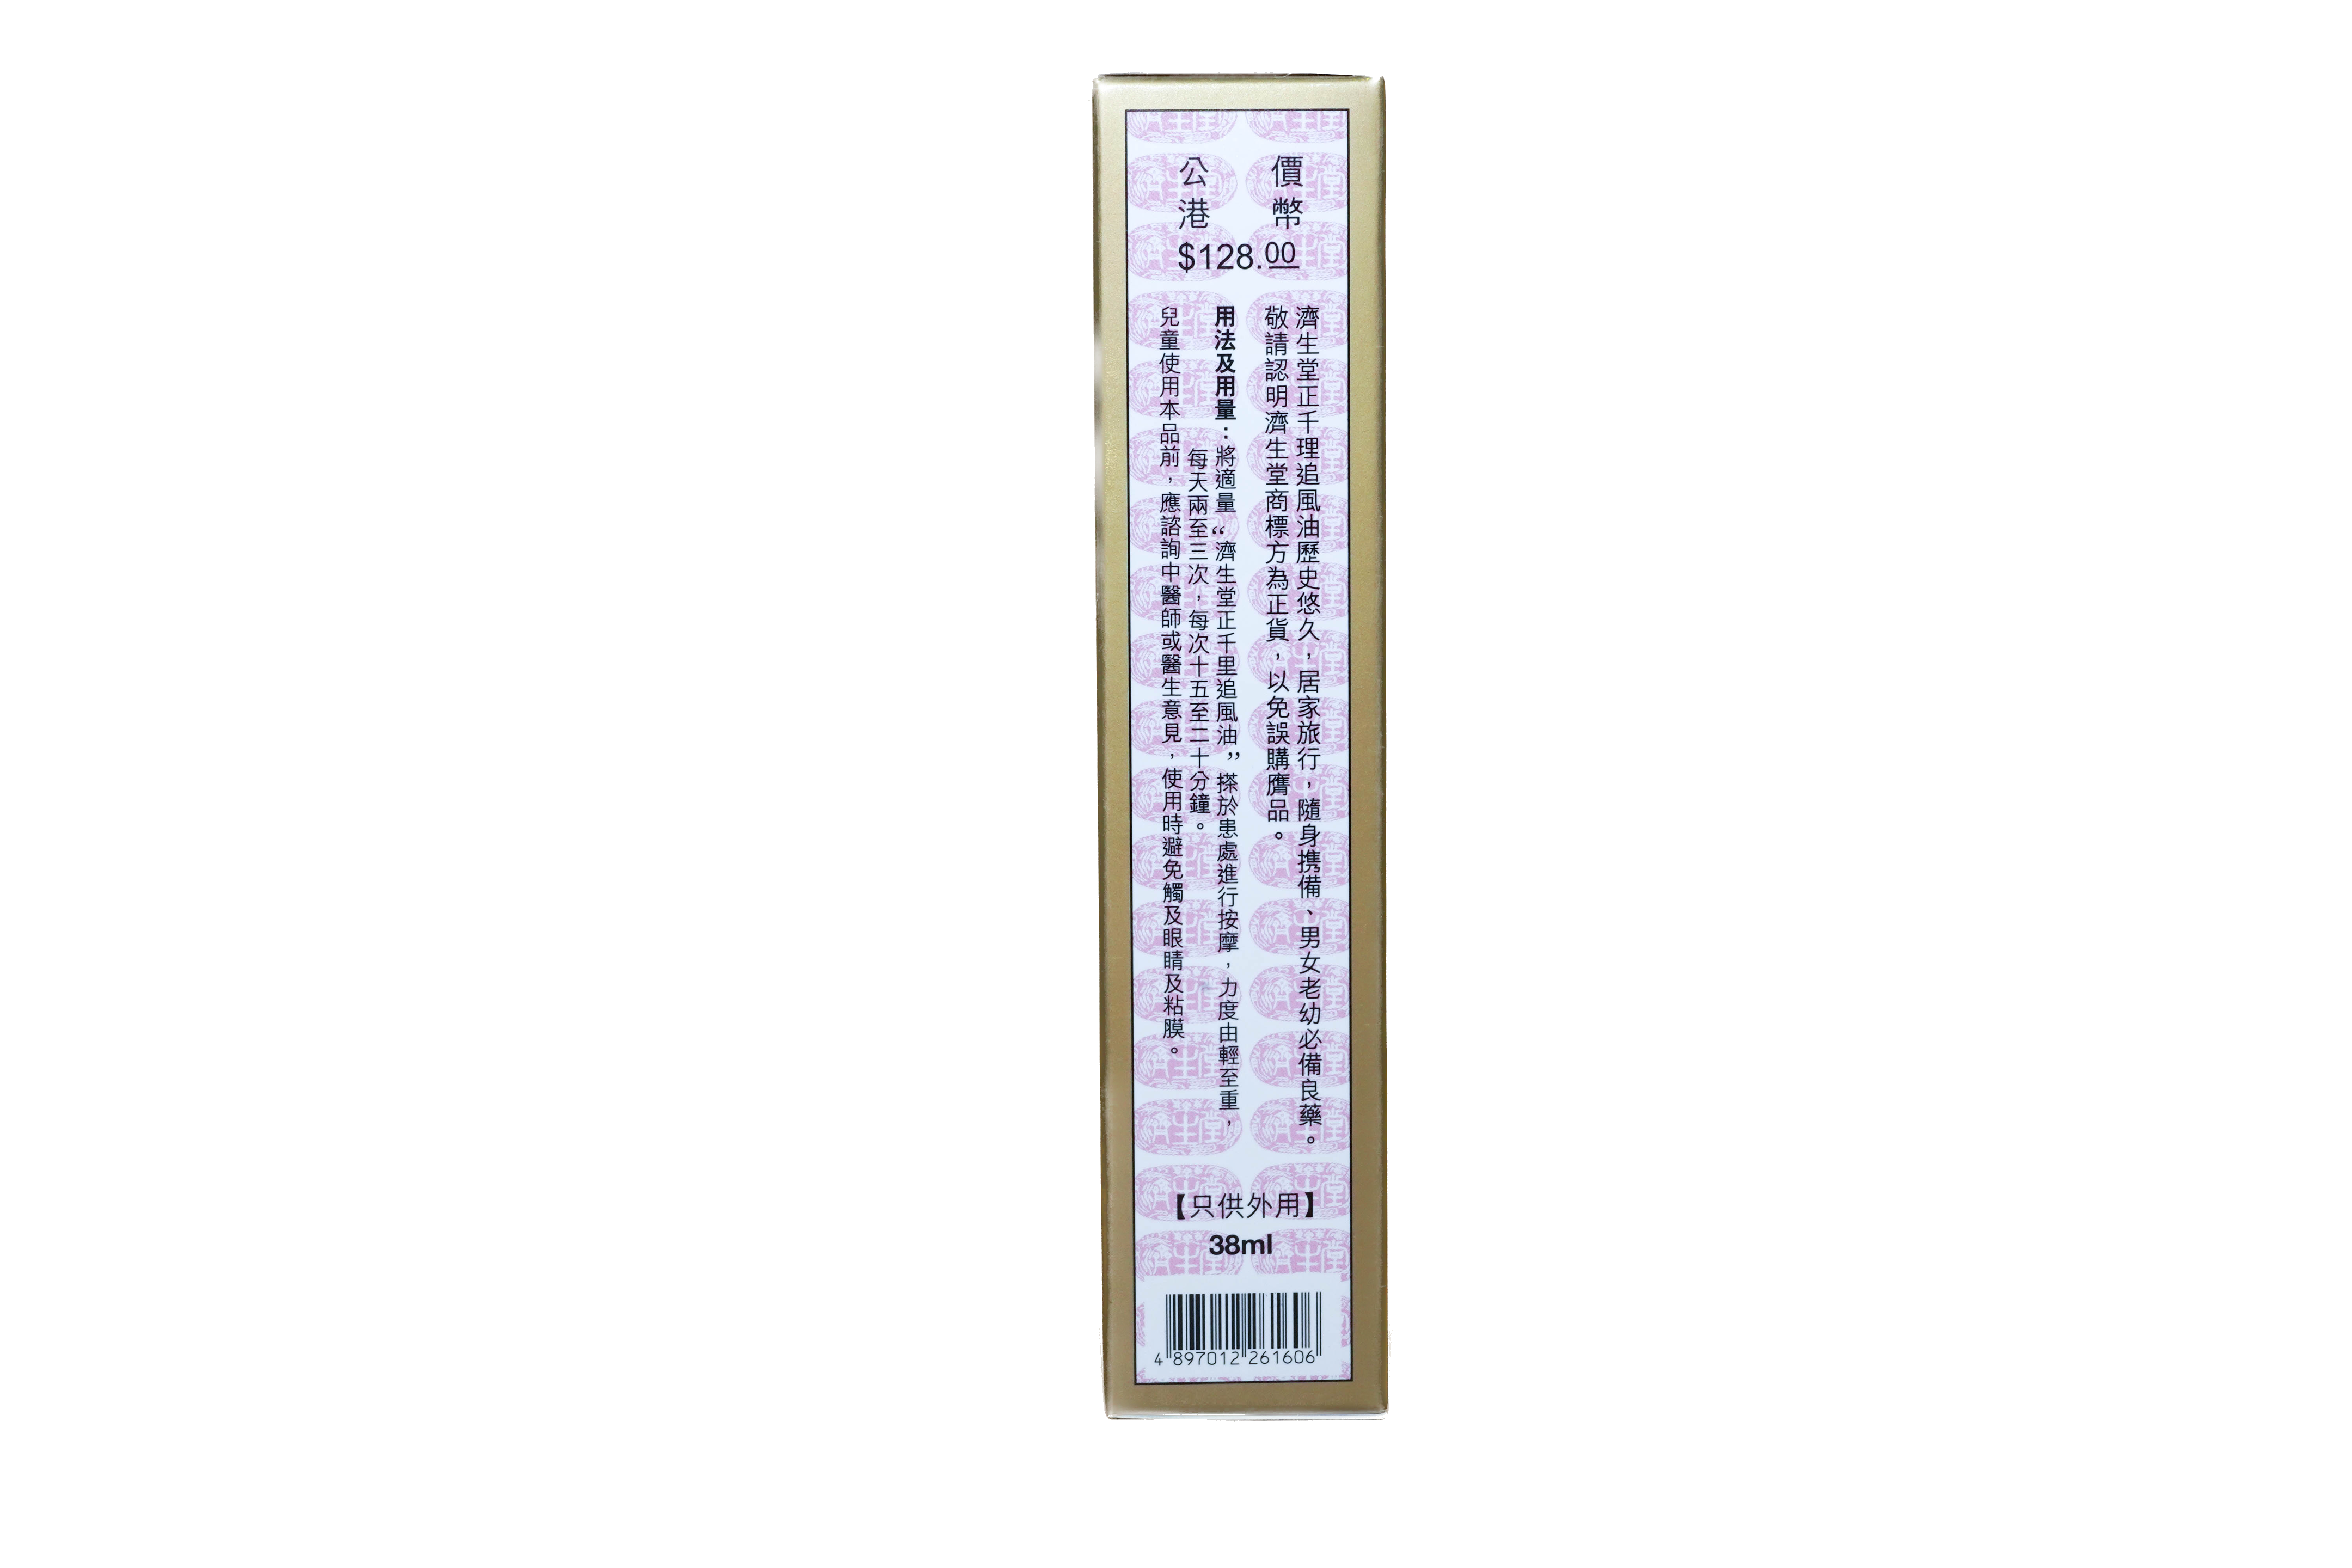 公 價
港 幣
$128.00
濟生堂正千理追風油歷史悠久，居家旅行，隨身携備、男女老幼必備良藥。
敬請認明濟生堂商標方為正貨，以免誤購膺品。
用法及用量：將適量“濟生堂正千里追風油”搽於患處進行按摩，力度由輕至重，
每天兩至三次，每次十五至二十分鐘。
兒童使用本品前，應諮詢中醫師或醫生意見，使用時避免觸及眼睛及粘膜。
【只供外用】
38ml
4 897012 261606